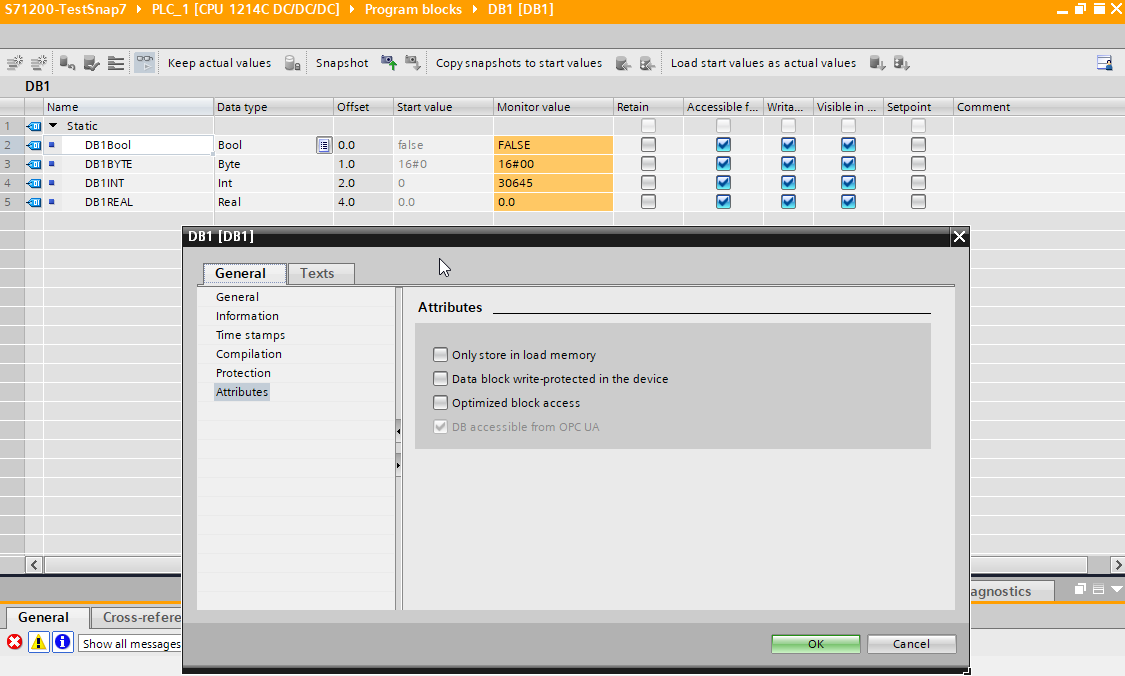 S71200-TestSnap7 PLC_1 [CPU 1214C DC/DC/DC] Program blocks DB1 [DB1]
Keep actual values Snapshot Copy snapshots to start values Load start values as actual values
DB1
Name Data type Offset Start value Monitor value Retain Accessible f... Writa... Visible in ... Setpoint Comment
1 Static
2 DB1Bool Bool 0.0 false FALSE
3 DB1BYTE Byte 1.0 16#0 16#00
4 DB1INT Int 2.0 0 30645
5 DB1REAL Real 4.0 0.0 0.0
DB1 [DB1]
General Texts
General
Information
Time stamps
Compilation
Protection
Attributes
Attributes
Only store in load memory
Data block write-protected in the device
Optimized block access
DB accessible from OPC UA
OK Cancel
agnostics
General Cross-refere
Show all messages